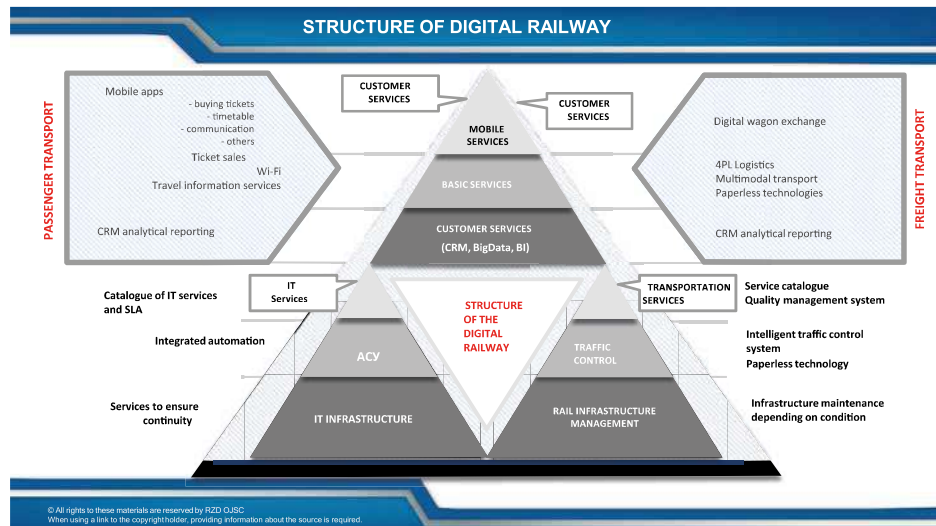 STRUCTURE OF DIGITAL RAILWAY
PASSENGER TRANSPORT
Mobile apps
- buying tickets
- timetable
- communication
- others
Ticket sales
Wi-Fi
Travel information services
CRM analytical reporting
CUSTOMER
SERVICES
CUSTOMER
SERVICES
MOBILE
SERVICES
BASIC SERVICES
CUSTOMER SERVICES
(CRM, BigData, BI)
Digital wagon exchange
4PL Logistics
Multimodal transport
Paperless technologies
CRM analytical reporting
FREIGHT TRANSPORT
IT
Services
TRANSPORTATION
SERVICES
STRUCTURE
OF THE
DIGITAL
RAILWAY
Catalogue of IT services
and SLA
Integrated automation
Services to ensure
continuity
АСУ
IT INFRASTRUCTURE
TRAFFIC
CONTROL
RAIL INFRASTRUCTURE
MANAGEMENT
Service catalogue
Quality management system
Intelligent traffic control
system
Paperless technology
Infrastructure maintenance
depending on condition
© All rights to these materials are reserved by RZD OJSC
When using a link to the copyright holder, providing information about the source is required.